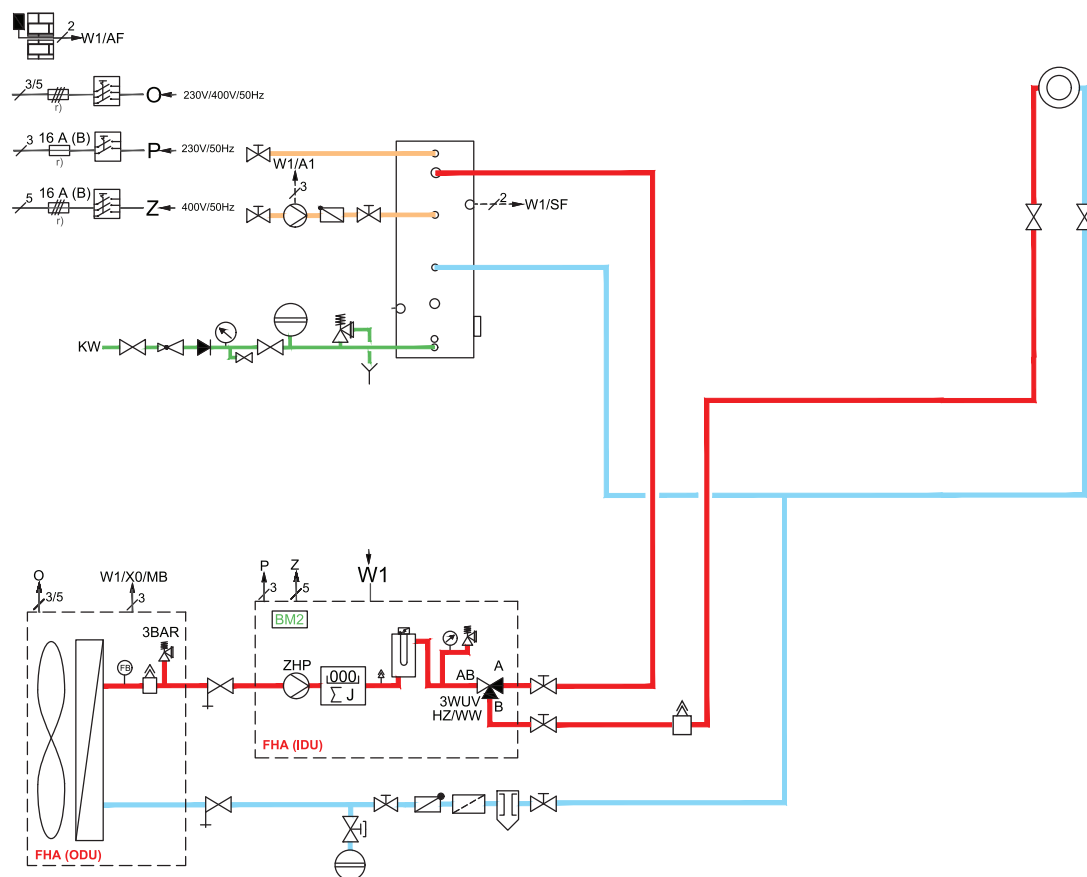 2
W1/AF
3/5
r)
O
230V/400V/50Hz
3
16 A (B)
r)
P
230V/50Hz
5
16 A (B)
r)
Z
400V/50Hz
W1/A1
3
2
W1/SF
KW
O
3/5
W1/X0/MB
3
P
3
Z
5
W1
BM2
3BAR
FB
ZHP
000
∑ J
AB
A
3WUV
HZ/WW
B
FHA (IDU)
FHA (ODU)